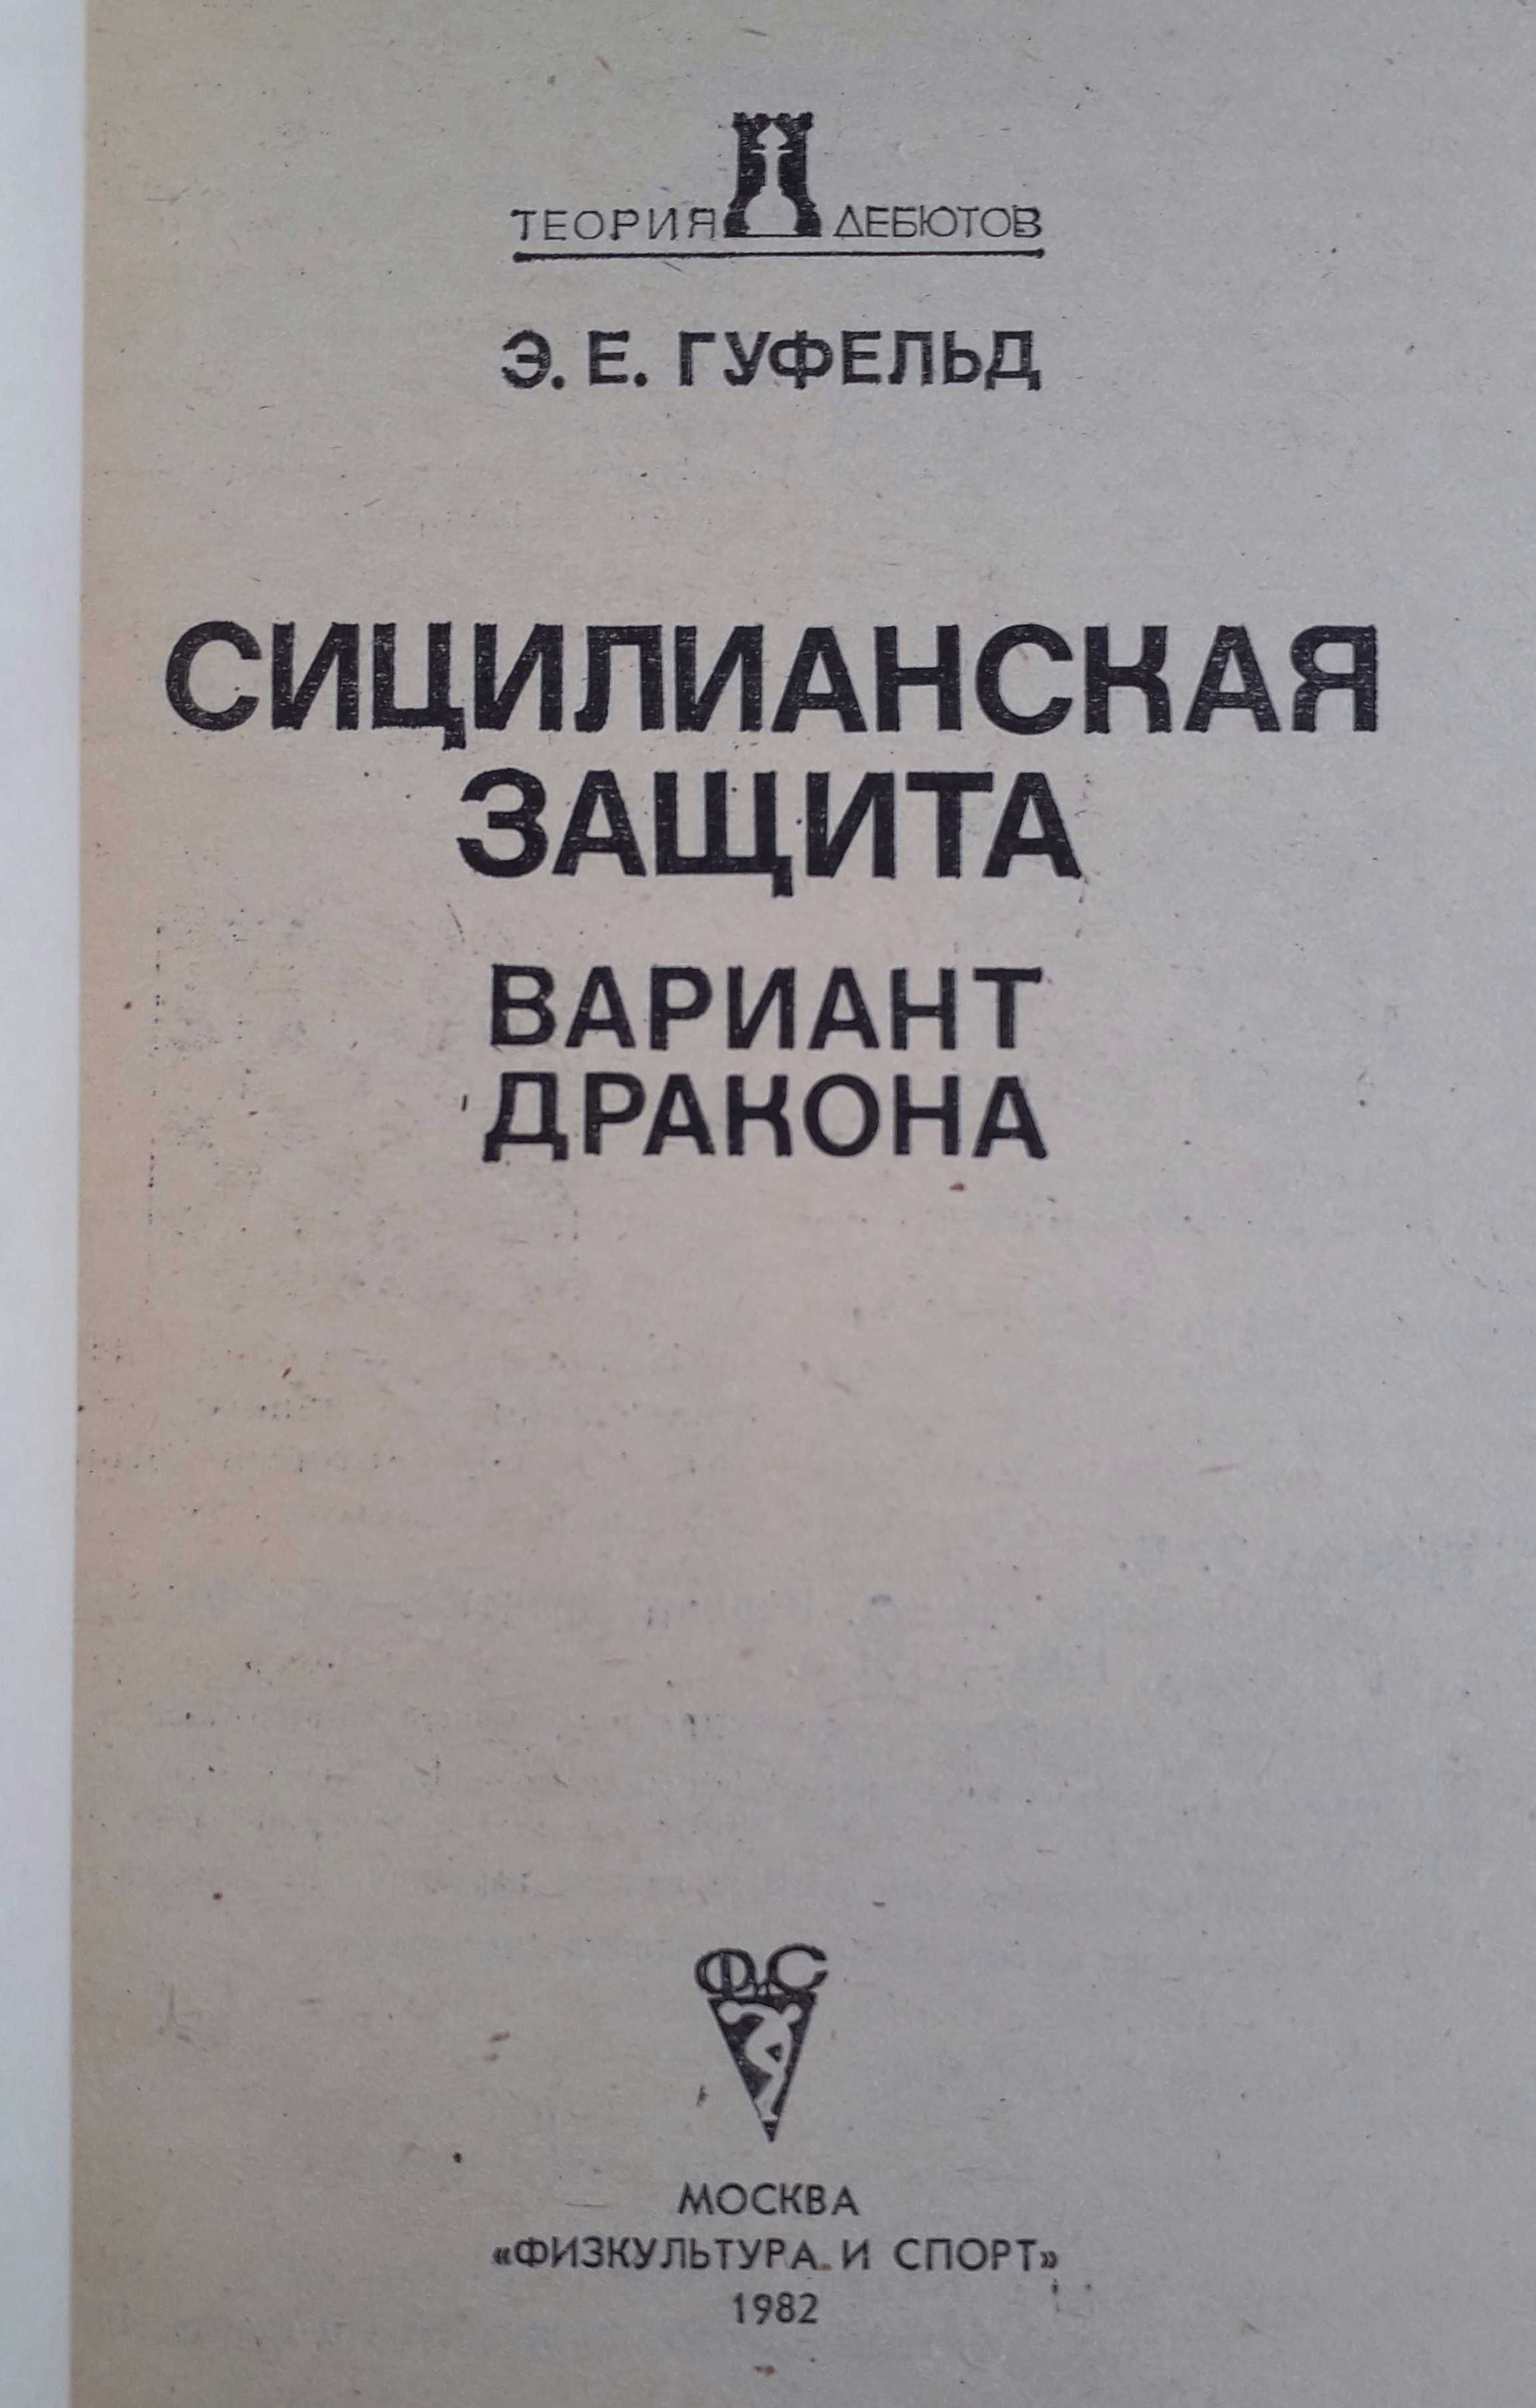 ТЕОРИЯ ДЕБЮТОВ
Э. Е. ГУФЕЛЬД
СИЦИЛИАНСКАЯ
ЗАЩИТА
ВАРИАНТ
ДРАКОНА
ФиС
МОСКВА
«ФИЗКУЛЬТУРА И СПОРТ»
1982